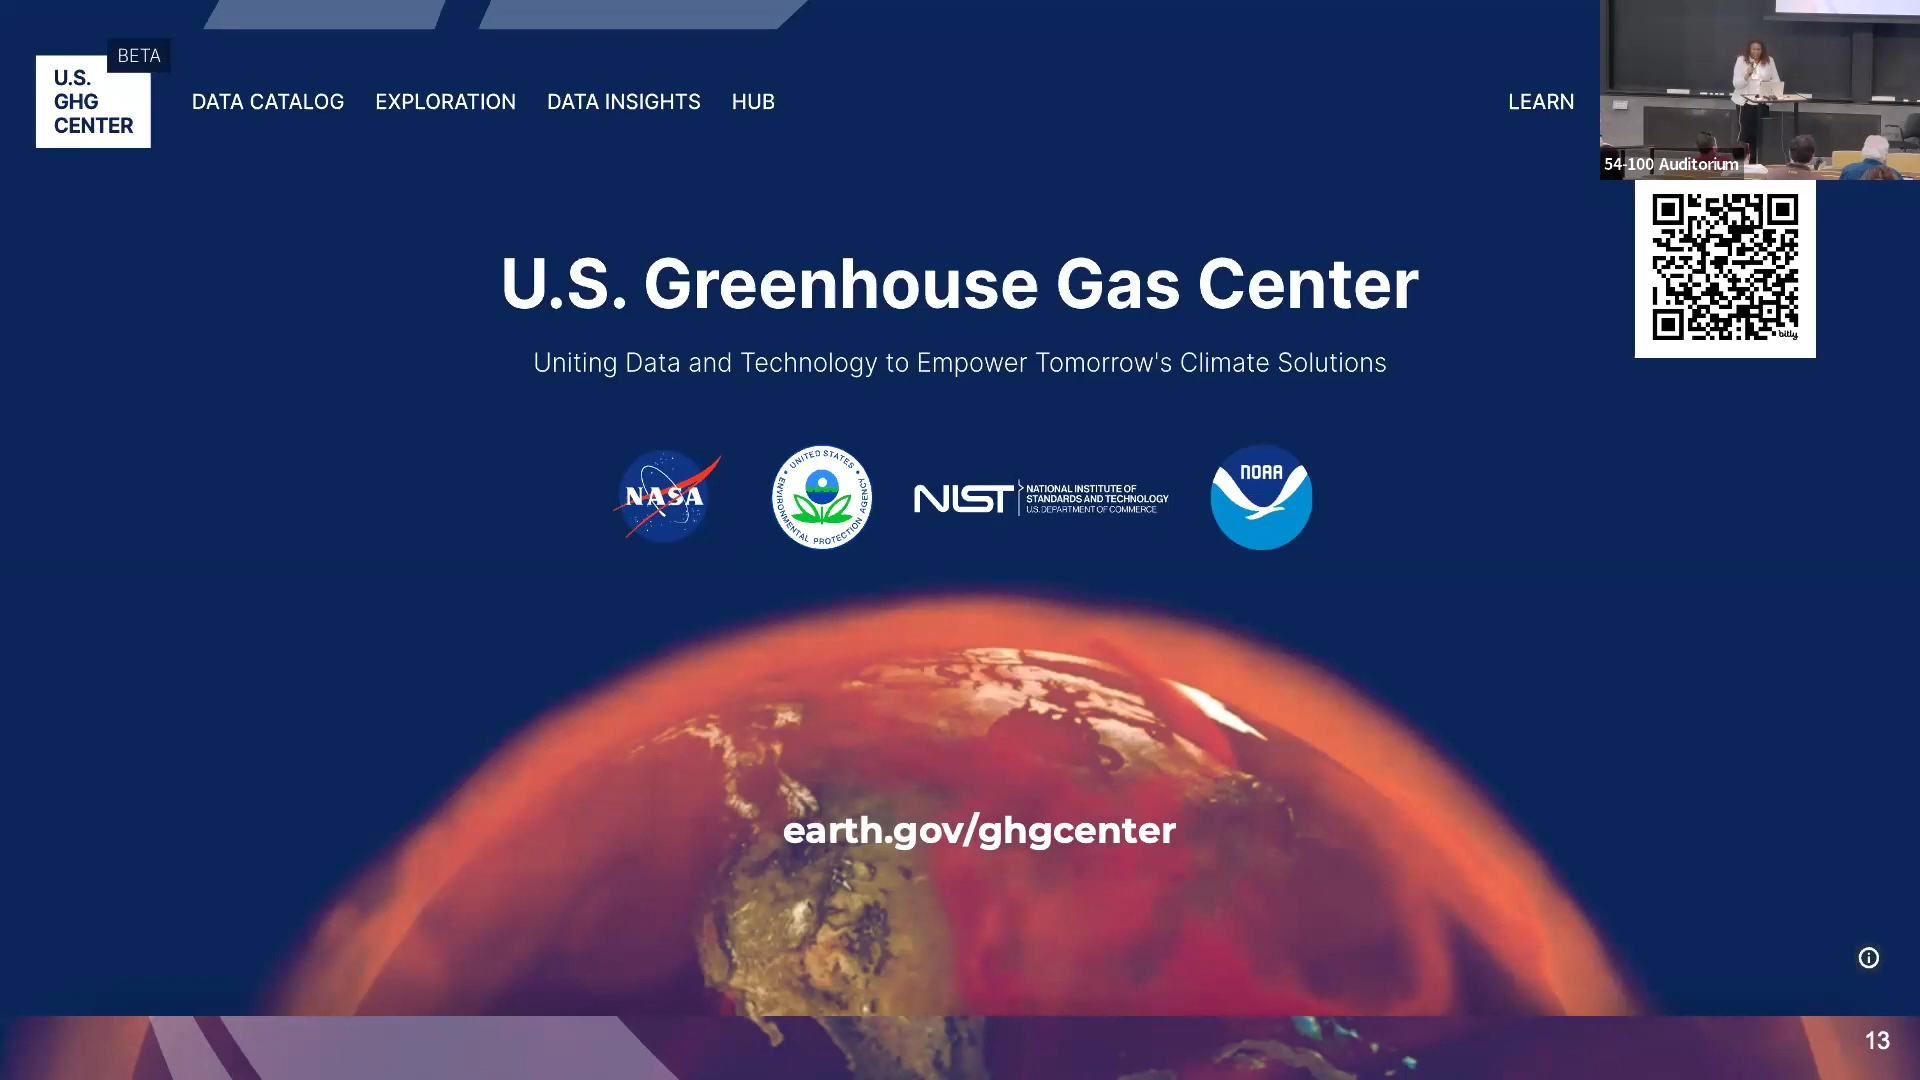 BETA
U.S.
GHG
CENTER
DATA CATALOG
EXPLORATION
DATA INSIGHTS
HUB
LEARN
54-100 Auditorium
bitly
U.S. Greenhouse Gas Center
Uniting Data and Technology to Empower Tomorrow's Climate Solutions
NASA
UNITED STATES
ENVIRONMENTAL PROTECTION AGENCY
NIST
NATIONAL INSTITUTE OF
STANDARDS AND TECHNOLOGY
U.S. DEPARTMENT OF COMMERCE
NOAA
earth.gov/ghgcenter
13